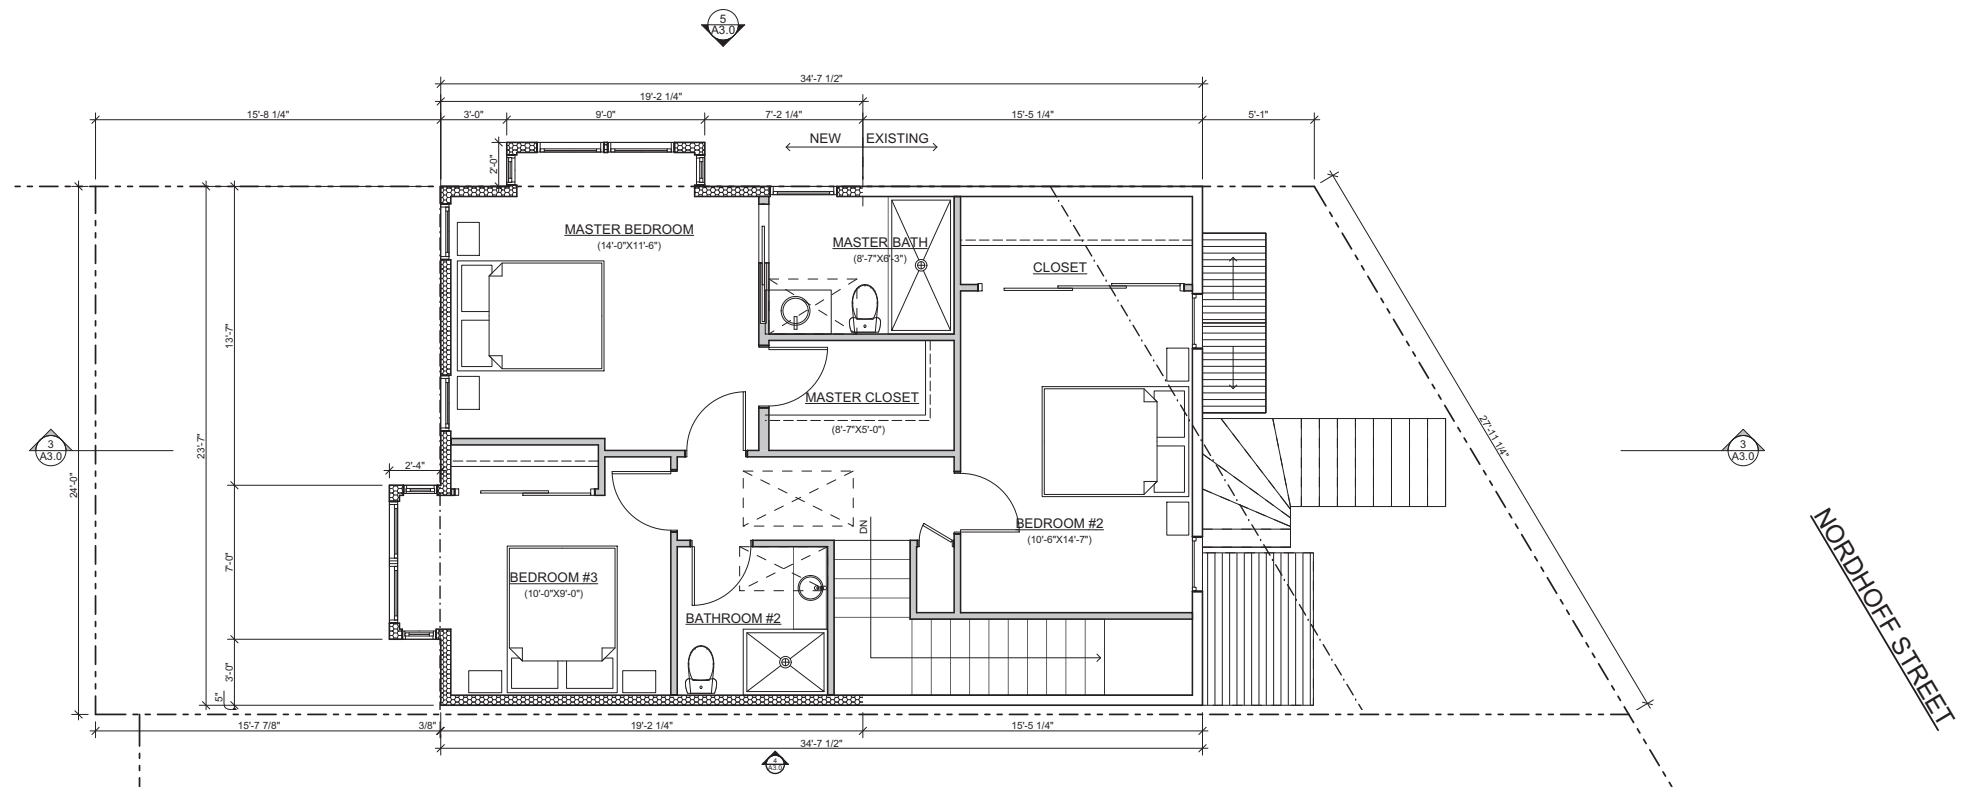 5
A3.0
34'-7 1/2"
19'-2 1/4"
15'-8 1/4"
3'-0"
9'-0"
7'-2 1/4"
15'-5 1/4"
5'-1"
NEW
EXISTING
2'-0"
MASTER BEDROOM
(14'-0"X11'-6")
MASTER BATH
(8'-7"X6'-3")
CLOSET
13'-7"
23'-7"
24'-0"
MASTER CLOSET
(8'-7"X5'-0")
3
A3.0
2'-4"
27'-11 1/4"
3
A3.0
DN
BEDROOM #2
(10'-6"X14'-7")
7'-0"
BEDROOM #3
(10'-0"X9'-0")
BATHROOM #2
NORDHOFF STREET
3'-0"
5"
15'-7 7/8"
3/8"
19'-2 1/4"
15'-5 1/4"
34'-7 1/2"
4
A3.0